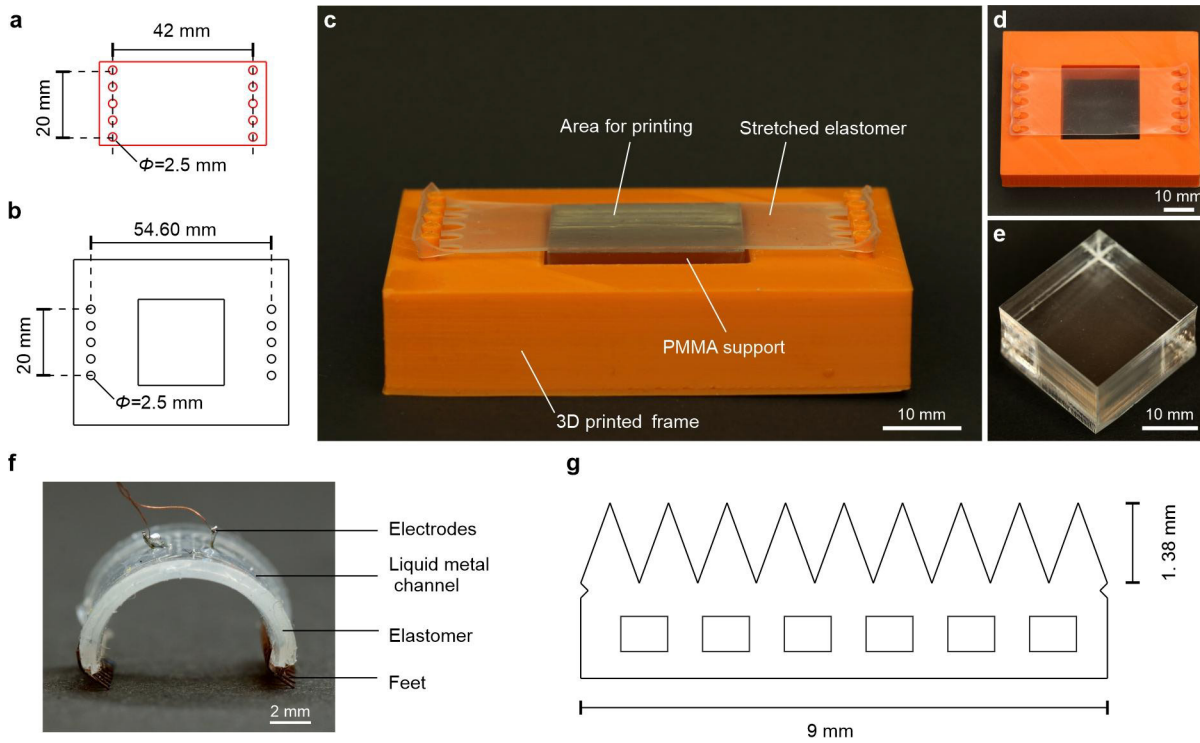 a
42 mm
20 mm
Φ=2.5 mm
b
54.60 mm
20 mm
Φ=2.5 mm
c
Area for printing
Stretched elastomer
PMMA support
3D printed frame
10 mm
d
10 mm
e
10 mm
f
Electrodes
Liquid metal
channel
Elastomer
Feet
2 mm
g
1. 38 mm
9 mm